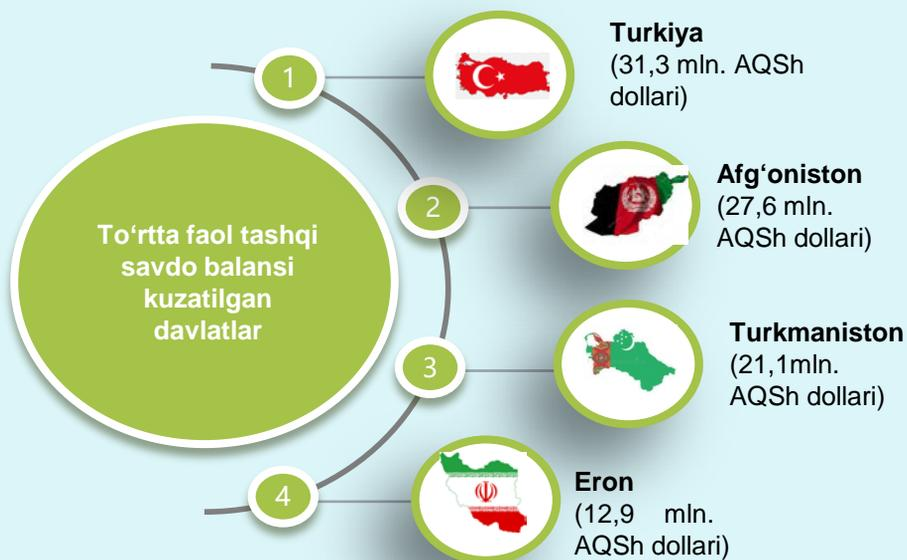 To‘rtta faol tashqi
savdo balansi
kuzatilgan
davlatlar
1
Turkiya
(31,3 mln. AQSh
dollari)
2
Afg‘oniston
(27,6 mln.
AQSh dollari)
3
Turkmaniston
(21,1mln.
AQSh dollari)
4
Eron
(12,9 mln.
AQSh dollari)